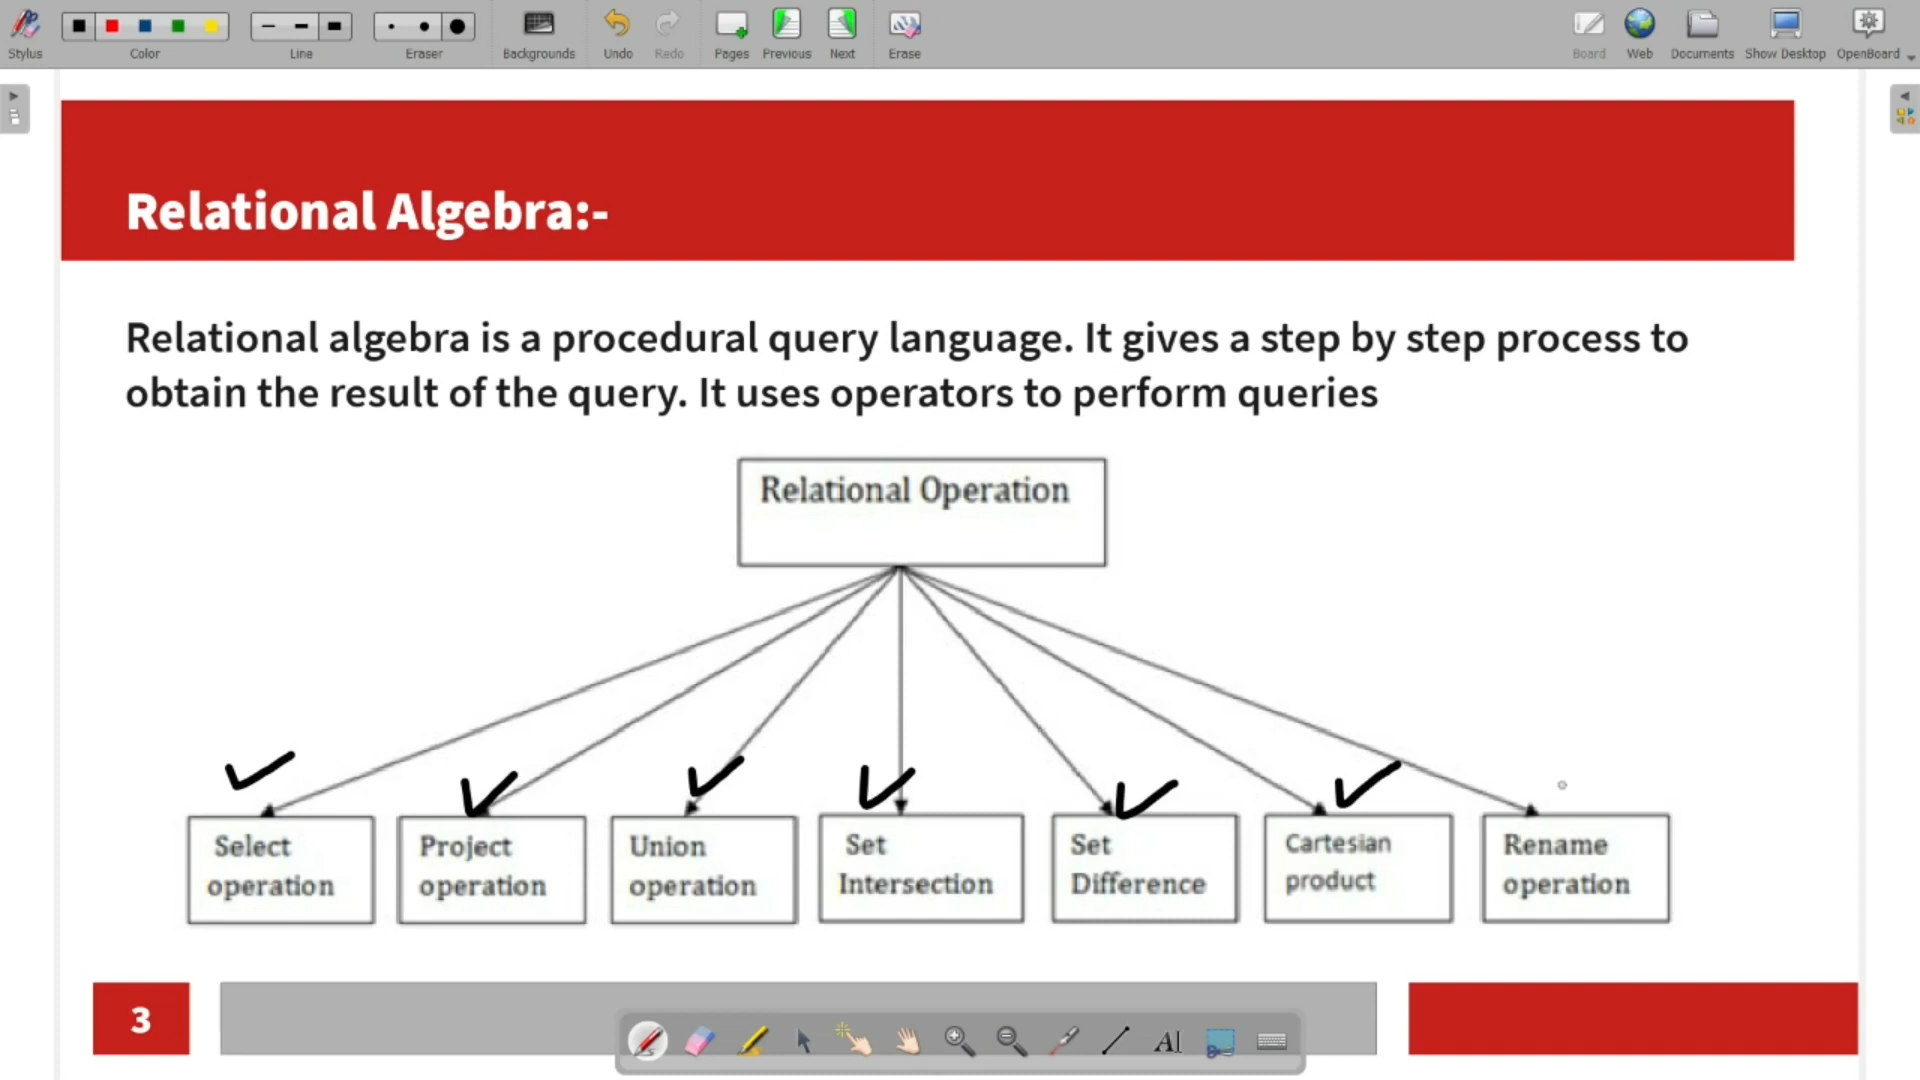 Stylus
Color
Line
Eraser
Backgrounds
Undo
Redo
Pages
Previous
Next
Erase
Board
Web
Documents
Show Desktop
OpenBoard
Relational Algebra:-
Relational algebra is a procedural query language. It gives a step by step process to
obtain the result of the query. It uses operators to perform queries
Relational Operation
Select
operation
Project
operation
Union
operation
Set
Intersection
Set
Difference
Cartesian
product
Rename
operation
3
AI